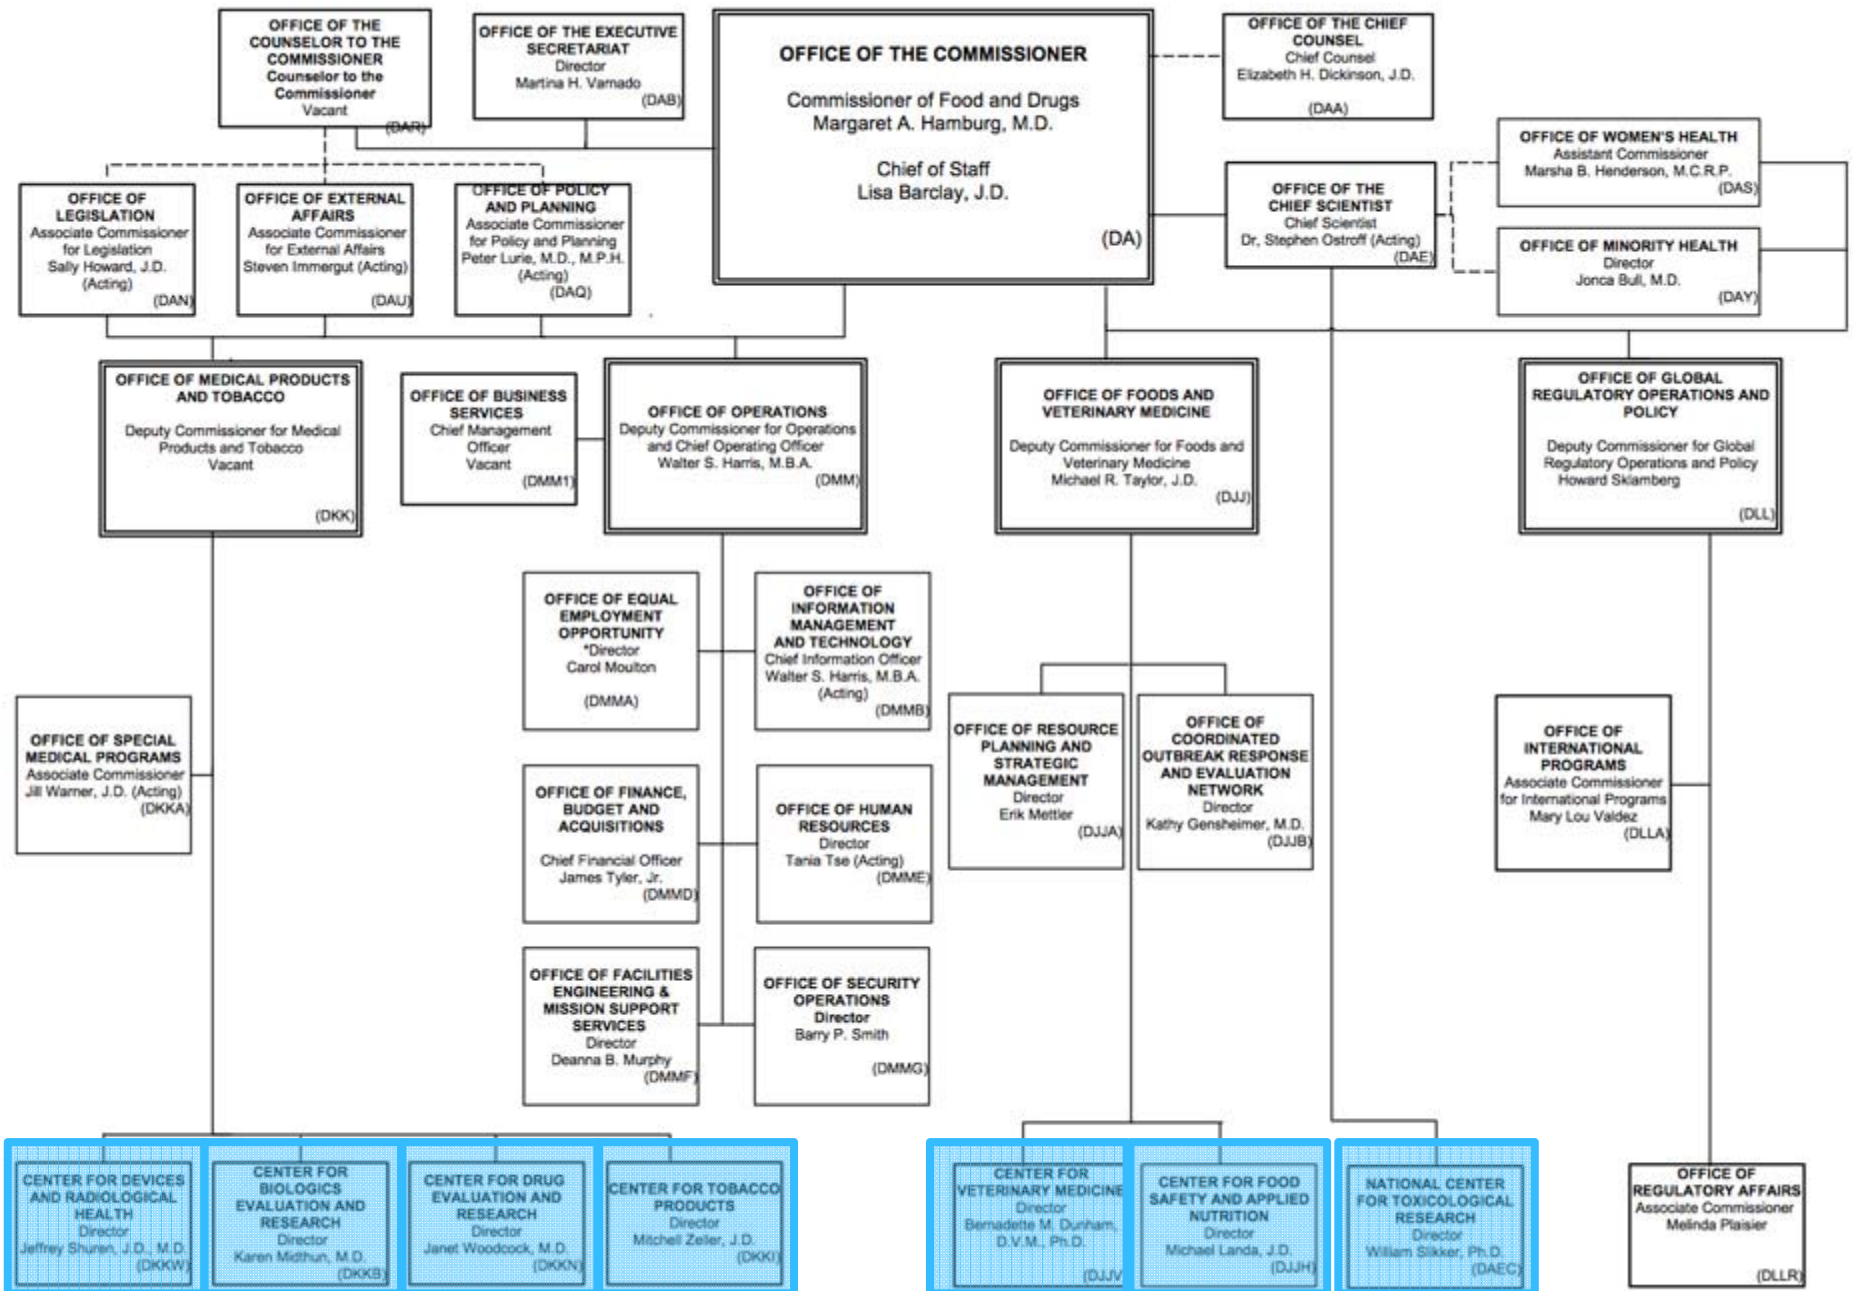 OFFICE OF THE
COUNSELOR TO THE
COMMISSIONER
Counselor to the
Commissioner
Vacant
(DAR)
OFFICE OF THE EXECUTIVE
SECRETARIAT
Director
Martina H. Varnado
(DAB)
OFFICE OF THE COMMISSIONER
Commissioner of Food and Drugs
Margaret A. Hamburg, M.D.
Chief of Staff
Lisa Barclay, J.D.
(DA)
OFFICE OF THE CHIEF
COUNSEL
Chief Counsel
Elizabeth H. Dickinson, J.D.
(DAA)
OFFICE OF WOMEN'S HEALTH
Assistant Commissioner
Marsha B. Henderson, M.C.R.P.
(DAS)
OFFICE OF THE
CHIEF SCIENTIST
Chief Scientist
Dr, Stephen Ostroff (Acting)
(DAE)
OFFICE OF MINORITY HEALTH
Director
Jonca Bull, M.D.
(DAY)
OFFICE OF
LEGISLATION
Associate Commissioner
for Legislation
Sally Howard, J.D.
(Acting)
(DAN)
OFFICE OF EXTERNAL
AFFAIRS
Associate Commissioner
for External Affairs
Steven Immergut (Acting)
(DAU)
OFFICE OF POLICY
AND PLANNING
Associate Commissioner
for Policy and Planning
Peter Lurie, M.D., M.P.H.
(Acting)
(DAQ)
OFFICE OF MEDICAL PRODUCTS
AND TOBACCO
Deputy Commissioner for Medical
Products and Tobacco
Vacant
(DKK)
OFFICE OF BUSINESS
SERVICES
Chief Management
Officer
Vacant
(DMM1)
OFFICE OF OPERATIONS
Deputy Commissioner for Operations
and Chief Operating Officer
Walter S. Harris, M.B.A.
(DMM)
OFFICE OF FOODS AND
VETERINARY MEDICINE
Deputy Commissioner for Foods and
Veterinary Medicine
Michael R. Taylor, J.D.
(DJJ)
OFFICE OF GLOBAL
REGULATORY OPERATIONS AND
POLICY
Deputy Commissioner for Global
Regulatory Operations and Policy
Howard Sklamberg
(DLL)
OFFICE OF EQUAL
EMPLOYMENT
OPPORTUNITY
*Director
Carol Moulton
(DMMA)
OFFICE OF
INFORMATION
MANAGEMENT
AND TECHNOLOGY
Chief Information Officer
Walter S. Harris, M.B.A.
(Acting)
(DMMB)
OFFICE OF SPECIAL
MEDICAL PROGRAMS
Associate Commissioner
Jill Warner, J.D. (Acting)
(DKKA)
OFFICE OF FINANCE,
BUDGET AND
ACQUISITIONS
Chief Financial Officer
James Tyler, Jr.
(DMMD)
OFFICE OF HUMAN
RESOURCES
Director
Tania Tse (Acting)
(DMME)
OFFICE OF RESOURCE
PLANNING AND
STRATEGIC
MANAGEMENT
Director
Erik Mettler
(DJJA)
OFFICE OF
COORDINATED
OUTBREAK RESPONSE
AND EVALUATION
NETWORK
Director
Kathy Gensheimer, M.D.
(DJJB)
OFFICE OF
INTERNATIONAL
PROGRAMS
Associate Commissioner
for International Programs
Mary Lou Valdez
(DLLA)
OFFICE OF FACILITIES
ENGINEERING &
MISSION SUPPORT
SERVICES
Director
Deanna B. Murphy
(DMMF)
OFFICE OF SECURITY
OPERATIONS
Director
Barry P. Smith
(DMMG)
CENTER FOR DEVICES
AND RADIOLOGICAL
HEALTH
Director
Jeffrey Shuren, J.D., M.D.
(DKKW)
CENTER FOR
BIOLOGICS
EVALUATION AND
RESEARCH
Director
Karen Midthun, M.D.
(DKKB)
CENTER FOR DRUG
EVALUATION AND
RESEARCH
Director
Janet Woodcock, M.D.
(DKKN)
CENTER FOR TOBACCO
PRODUCTS
Director
Mitchell Zeller, J.D.
(DKKI)
CENTER FOR
VETERINARY MEDICINE
Director
Bernadette M. Dunham,
D.V.M., Ph.D.
(DJJV
CENTER FOR FOOD
SAFETY AND APPLIED
NUTRITION
Director
Michael Landa, J.D.
(DJJH)
NATIONAL CENTER
FOR TOXICOLOGICAL
RESEARCH
Director
William Slikker, Ph.D.
(DAEC)
OFFICE OF
REGULATORY AFFAIRS
Associate Commissioner
Melinda Plaisier
(DLLR)